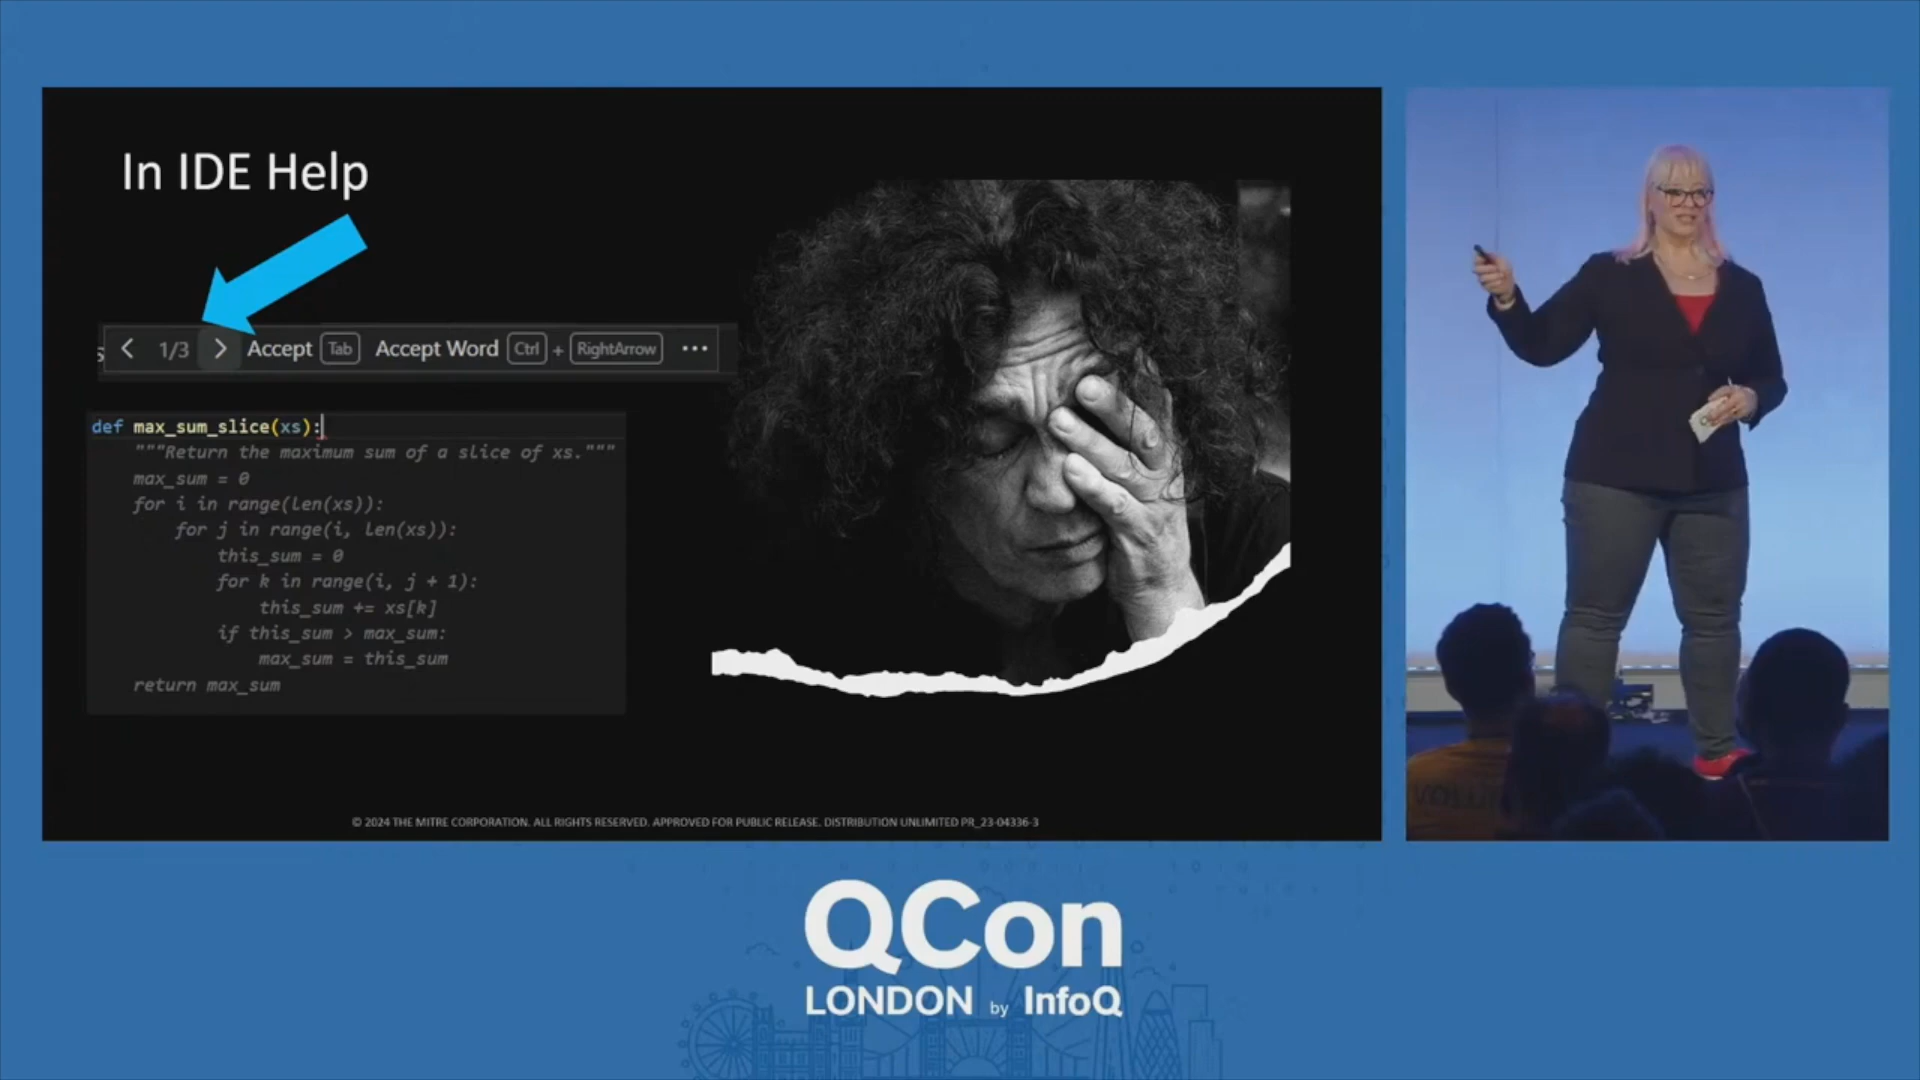 In IDE Help
s < 1/3 > Accept Tab Accept Word Ctrl + RightArrow ···
def max_sum_slice(xs):
"""Return the maximum sum of a slice of xs."""
max_sum = 0
for i in range(len(xs)):
for j in range(i, len(xs)):
this_sum = 0
for k in range(i, j + 1):
this_sum += xs[k]
if this_sum > max_sum:
max_sum = this_sum
return max_sum
© 2024 THE MITRE CORPORATION. ALL RIGHTS RESERVED. APPROVED FOR PUBLIC RELEASE. DISTRIBUTION UNLIMITED PR_23-04336-3
QCon
LONDON by InfoQ